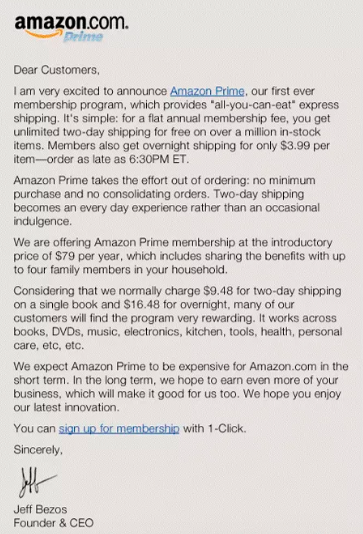 amazon.com.
Prime
Dear Customers,
I am very excited to announce Amazon Prime, our first ever
membership program, which provides "all-you-can-eat" express
shipping. It's simple: for a flat annual membership fee, you get
unlimited two-day shipping for free on over a million in-stock
items. Members also get overnight shipping for only $3.99 per
item—order as late as 6:30PM ET.
Amazon Prime takes the effort out of ordering: no minimum
purchase and no consolidating orders. Two-day shipping
becomes an every day experience rather than an occasional
indulgence.
We are offering Amazon Prime membership at the introductory
price of $79 per year, which includes sharing the benefits with up
to four family members in your household.
Considering that we normally charge $9.48 for two-day shipping
on a single book and $16.48 for overnight, many of our
customers will find the program very rewarding. It works across
books, DVDs, music, electronics, kitchen, tools, health, personal
care, etc, etc.
We expect Amazon Prime to be expensive for Amazon.com in the
short term. In the long term, we hope to earn even more of your
business, which will make it good for us too. We hope you enjoy
our latest innovation.
You can sign up for membership with 1-Click.
Sincerely,
Jeff
Jeff Bezos
Founder & CEO